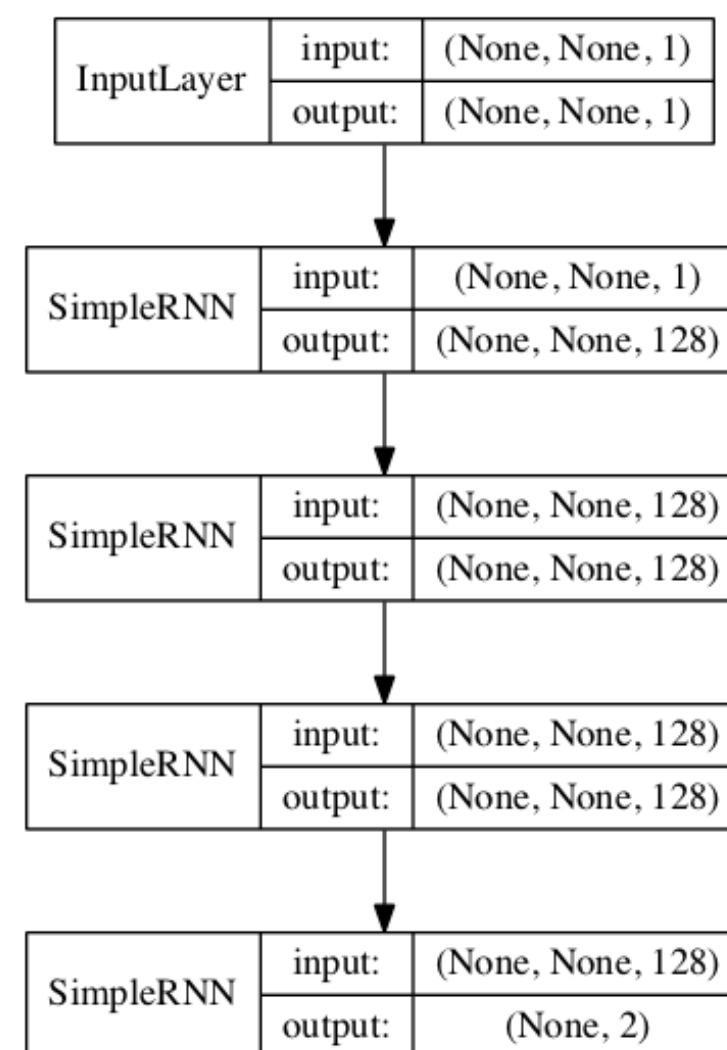 InputLayer
input: (None, None, 1)
output: (None, None, 1)
SimpleRNN
input: (None, None, 1)
output: (None, None, 128)
SimpleRNN
input: (None, None, 128)
output: (None, None, 128)
SimpleRNN
input: (None, None, 128)
output: (None, None, 128)
SimpleRNN
input: (None, None, 128)
output: (None, 2)